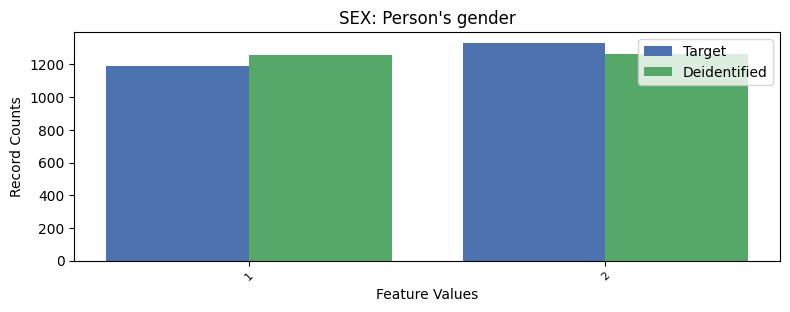 SEX: Person's gender
Target
Deidentified
1200
1000
800
600
400
200
0
Record Counts
1
2
Feature Values